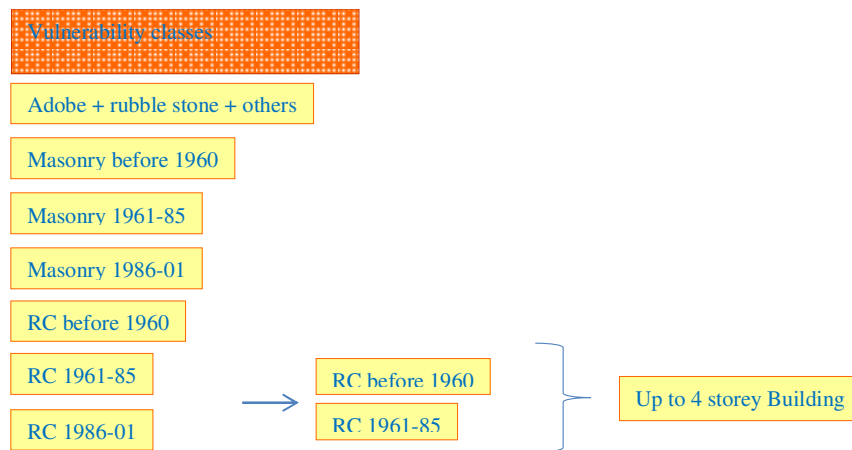 Vulnerability classes
Adobe + rubble stone + others
Masonry before 1960
Masonry 1961-85
Masonry 1986-01
RC before 1960
RC 1961-85
RC 1986-01
RC before 1960
RC 1961-85
Up to 4 storey Building